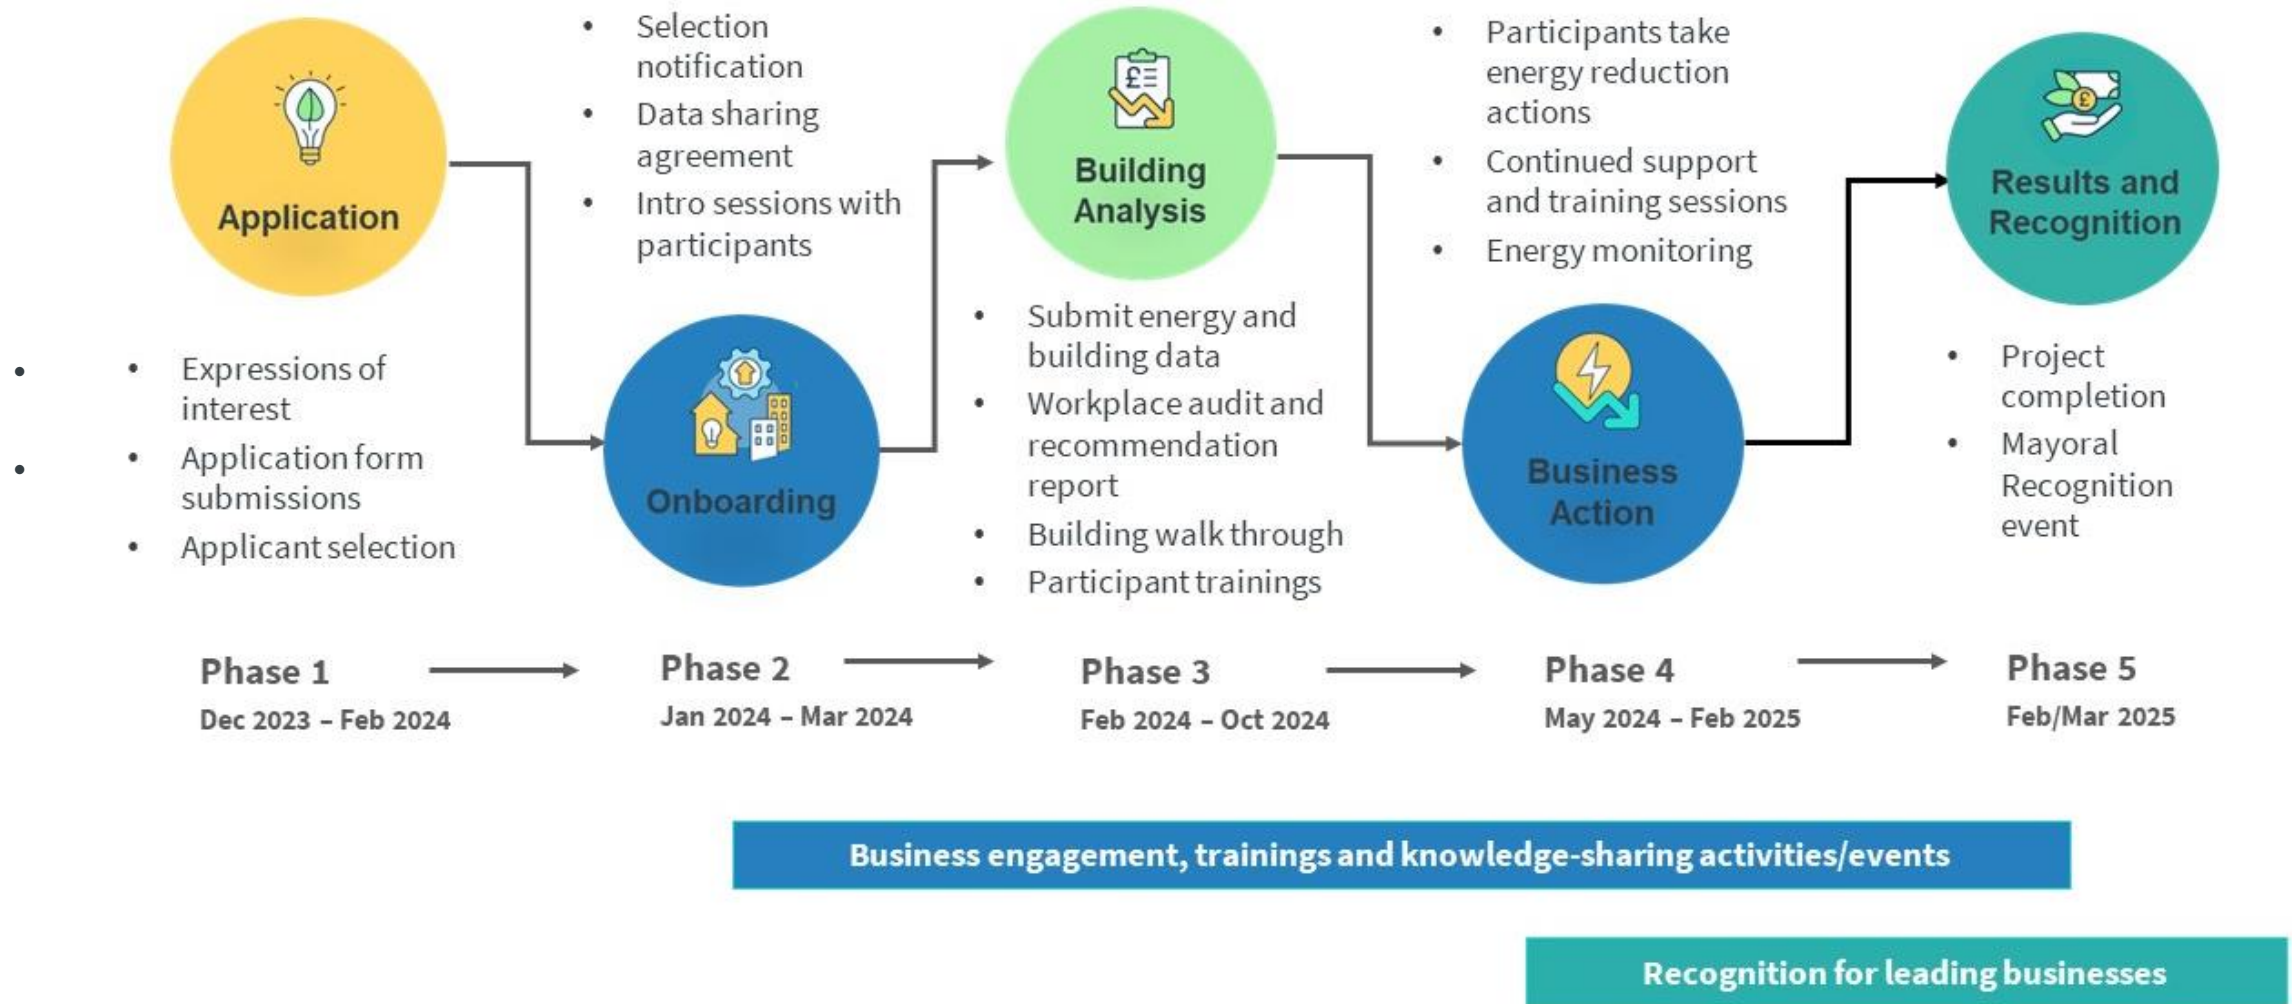 Application
• Expressions of
interest
• Application form
submissions
• Applicant selection
• Selection
notification
• Data sharing
agreement
• Intro sessions with
participants
Onboarding
£
Building
Analysis
• Submit energy and
building data
• Workplace audit and
recommendation
report
• Building walk through
• Participant trainings
• Participants take
energy reduction
actions
• Continued support
and training sessions
• Energy monitoring
Business
Action
£
Results and
Recognition
• Project
completion
• Mayoral
Recognition
event
Phase 1
Dec 2023 – Feb 2024
Phase 2
Jan 2024 – Mar 2024
Phase 3
Feb 2024 – Oct 2024
Phase 4
May 2024 – Feb 2025
Phase 5
Feb/Mar 2025
Business engagement, trainings and knowledge-sharing activities/events
Recognition for leading businesses